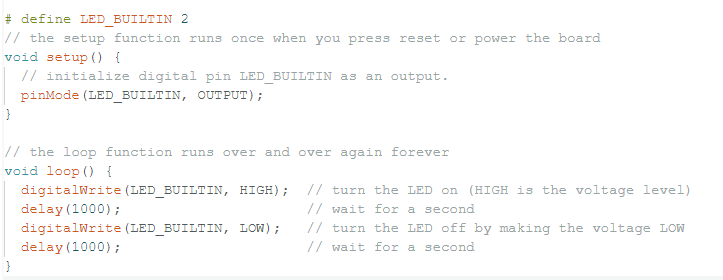 # define LED_BUILTIN 2
// the setup function runs once when you press reset or power the board
void setup() {
  // initialize digital pin LED_BUILTIN as an output.
  pinMode(LED_BUILTIN, OUTPUT);
}

// the loop function runs over and over again forever
void loop() {
  digitalWrite(LED_BUILTIN, HIGH);  // turn the LED on (HIGH is the voltage level)
  delay(1000);                      // wait for a second
  digitalWrite(LED_BUILTIN, LOW);   // turn the LED off by making the voltage LOW
  delay(1000);                      // wait for a second
}